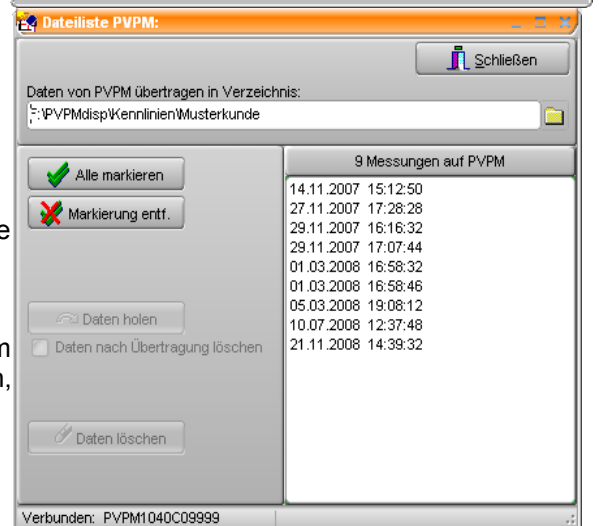 Dateiliste PVPM:
Schließen
Daten von PVPM übertragen in Verzeichnis:
F:\PVPMdisp\Kennlinien\Musterkunde
Alle markieren
Markierung entf.
Daten holen
Daten nach Übertragung löschen
Daten löschen
9 Messungen auf PVPM
14.11.2007 15:12:50
27.11.2007 17:28:28
29.11.2007 16:16:32
29.11.2007 17:07:44
01.03.2008 16:58:32
01.03.2008 16:58:46
05.03.2008 19:08:12
10.07.2008 12:37:48
21.11.2008 14:39:32
Verbunden: PVPM1040C09999